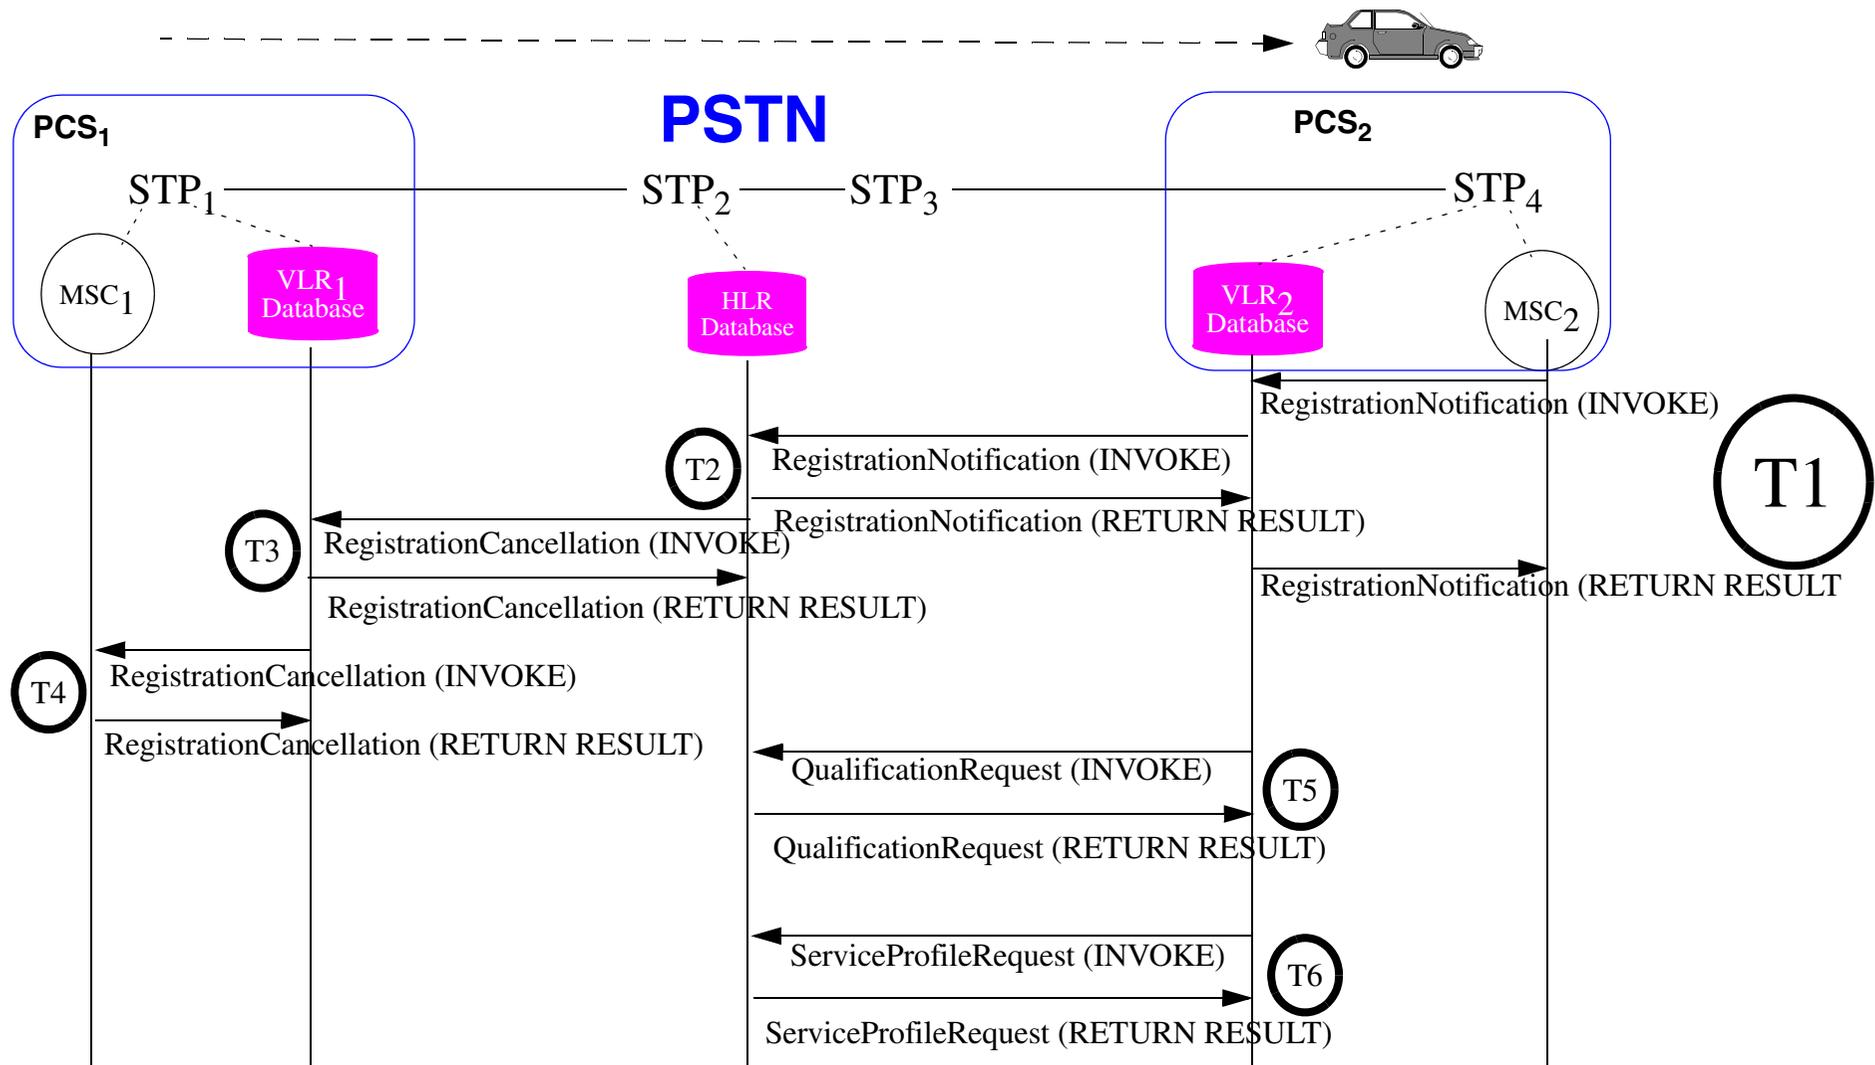 PCS1
PSTN
PCS2
STP1
STP2
STP3
STP4
MSC1
VLR1
Database
HLR
Database
VLR2
Database
MSC2
RegistrationNotification (INVOKE)
T1
T2
RegistrationNotification (INVOKE)
RegistrationNotification (RETURN RESULT)
T3
RegistrationCancellation (INVOKE)
RegistrationNotification (RETURN RESULT
RegistrationCancellation (RETURN RESULT)
T4
RegistrationCancellation (INVOKE)
RegistrationCancellation (RETURN RESULT)
QualificationRequest (INVOKE)
T5
QualificationRequest (RETURN RESULT)
ServiceProfileRequest (INVOKE)
T6
ServiceProfileRequest (RETURN RESULT)